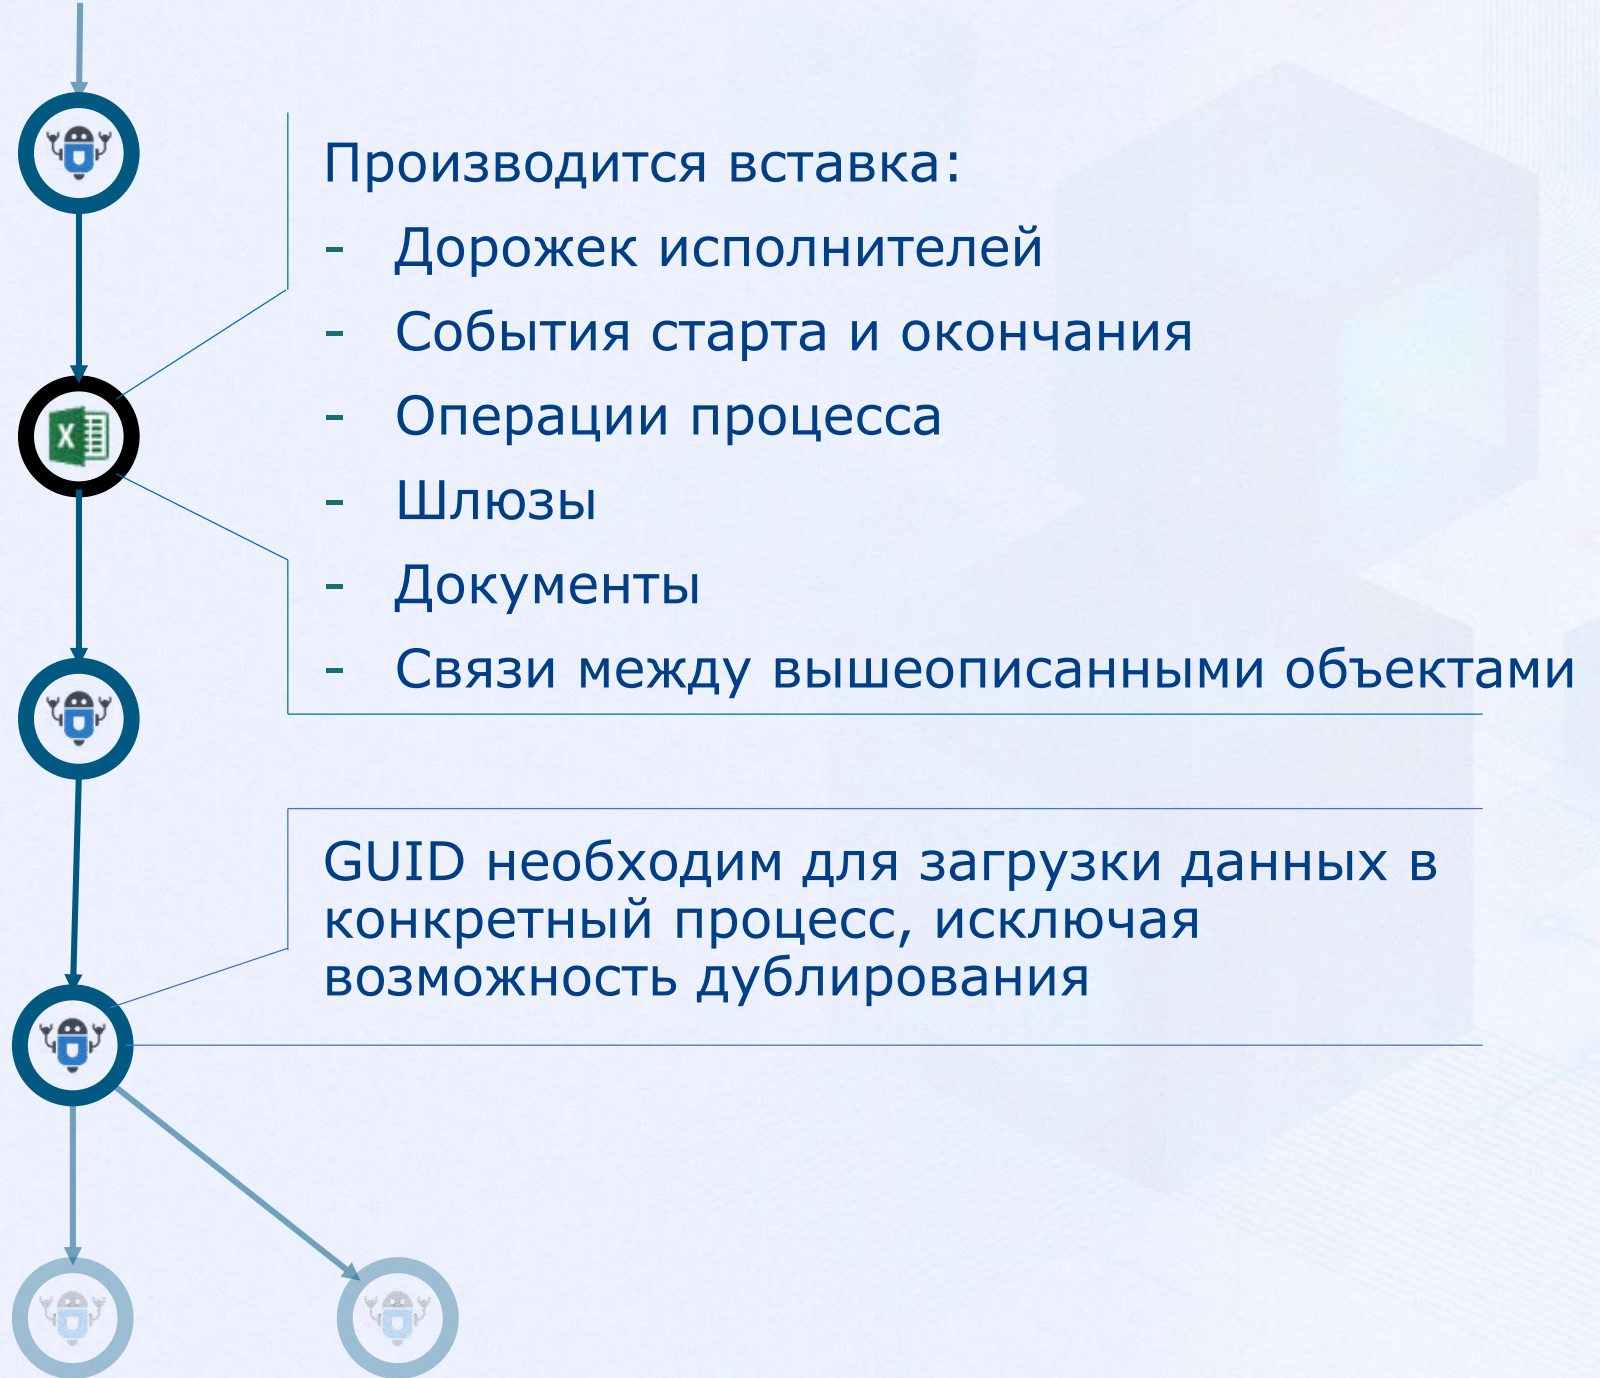 Производится вставка:
- Дорожек исполнителей
- События старта и окончания
- Операции процесса
- Шлюзы
- Документы
- Связи между вышеописанными объектами
GUID необходим для загрузки данных в
конкретный процесс, исключая
возможность дублирования